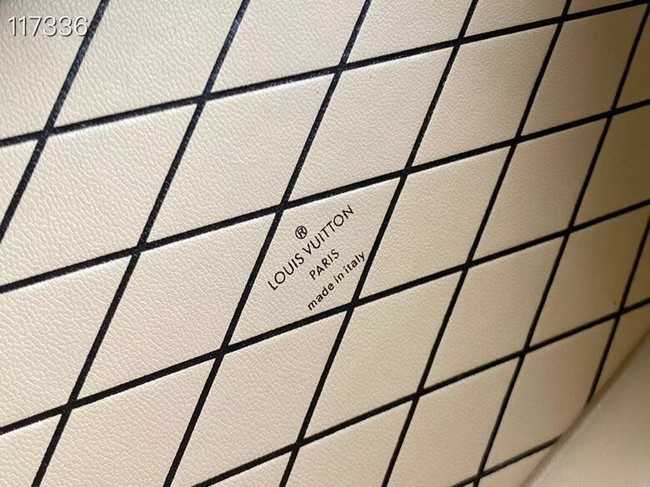 117336
®
LOUIS VUITTON
PARIS
made in italy